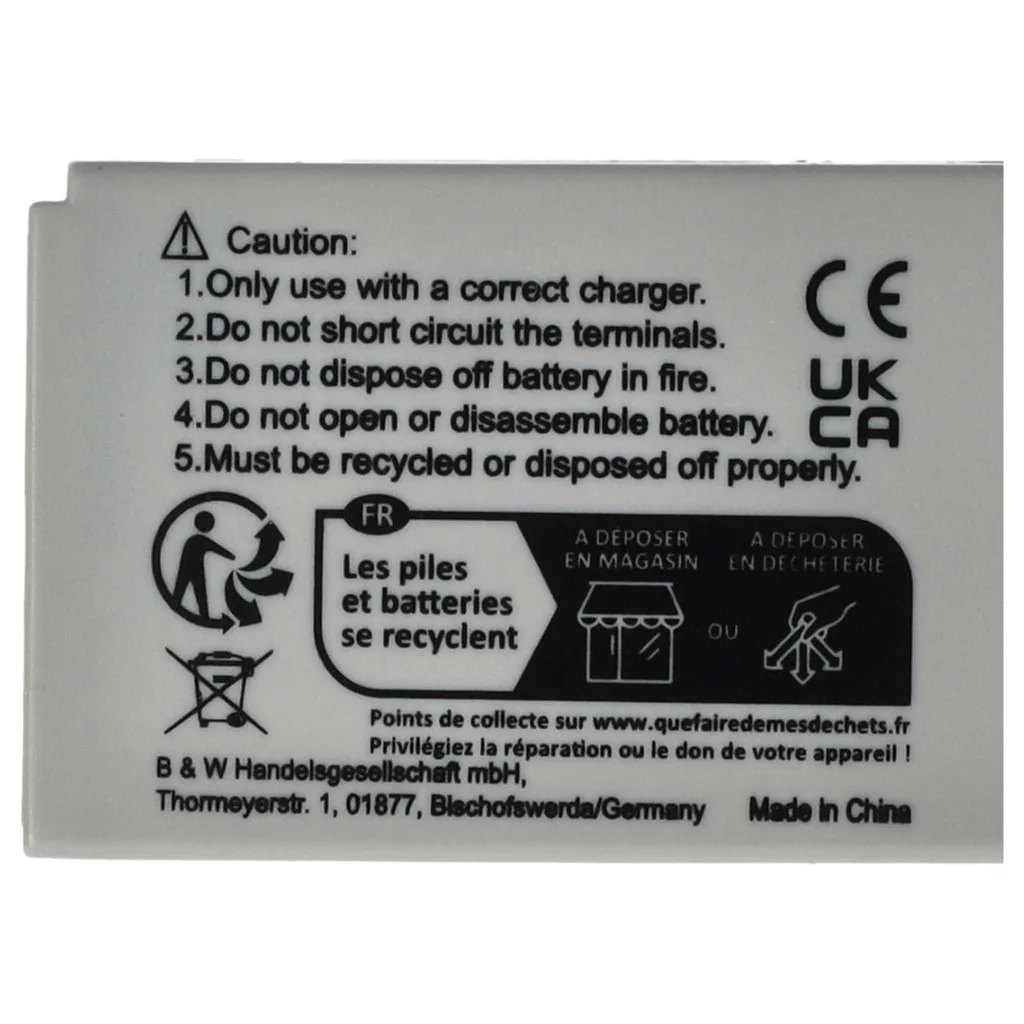 Caution:
1.Only use with a correct charger.
2.Do not short circuit the terminals.
3.Do not dispose off battery in fire.
4.Do not open or disassemble battery.
5.Must be recycled or disposed off properly.
CE
UK
CA
FR
Les piles
et batteries
se recyclent
A DÉPOSER
EN MAGASIN
OU
A DÉPOSER
EN DÉCHÈTERIE
Points de collecte sur www.quefairedemesdechets.fr
Privilégiez la réparation ou le don de votre appareil !
B & W Handelsgesellschaft mbH,
Thormeyerstr. 1, 01877, Bischofswerda/Germany
Made in China